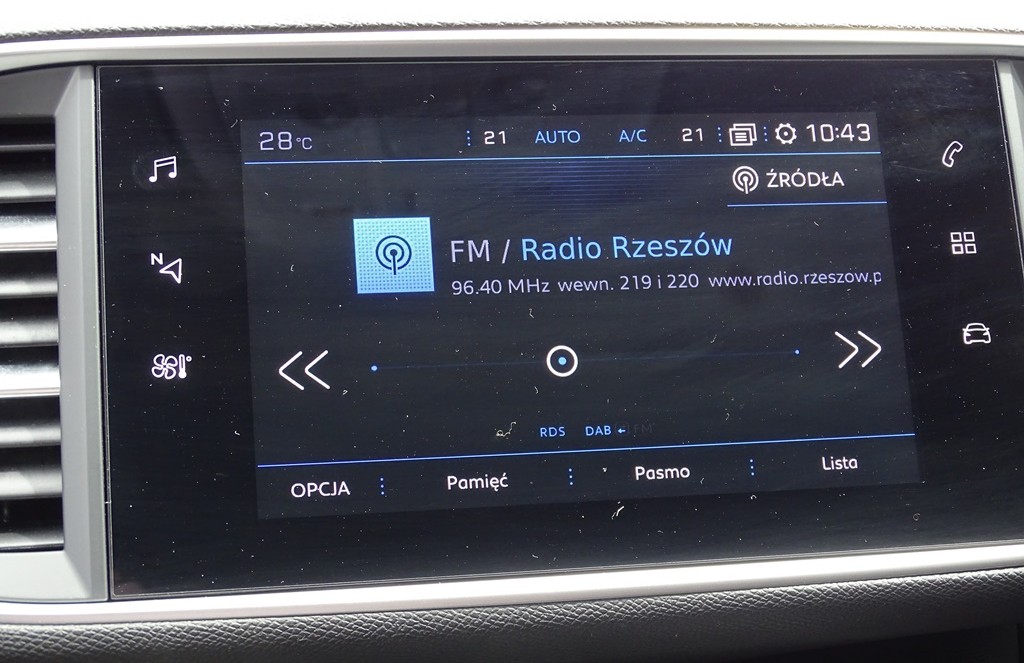 28°C 21 AUTO A/C 21 10:43
ŹRÓDŁA
N
FM / Radio Rzeszów
96.40 MHz wewn. 219 i 220 www.radio.rzeszow.p
RDS DAB FM
OPCJA Pamięć Pasmo Lista